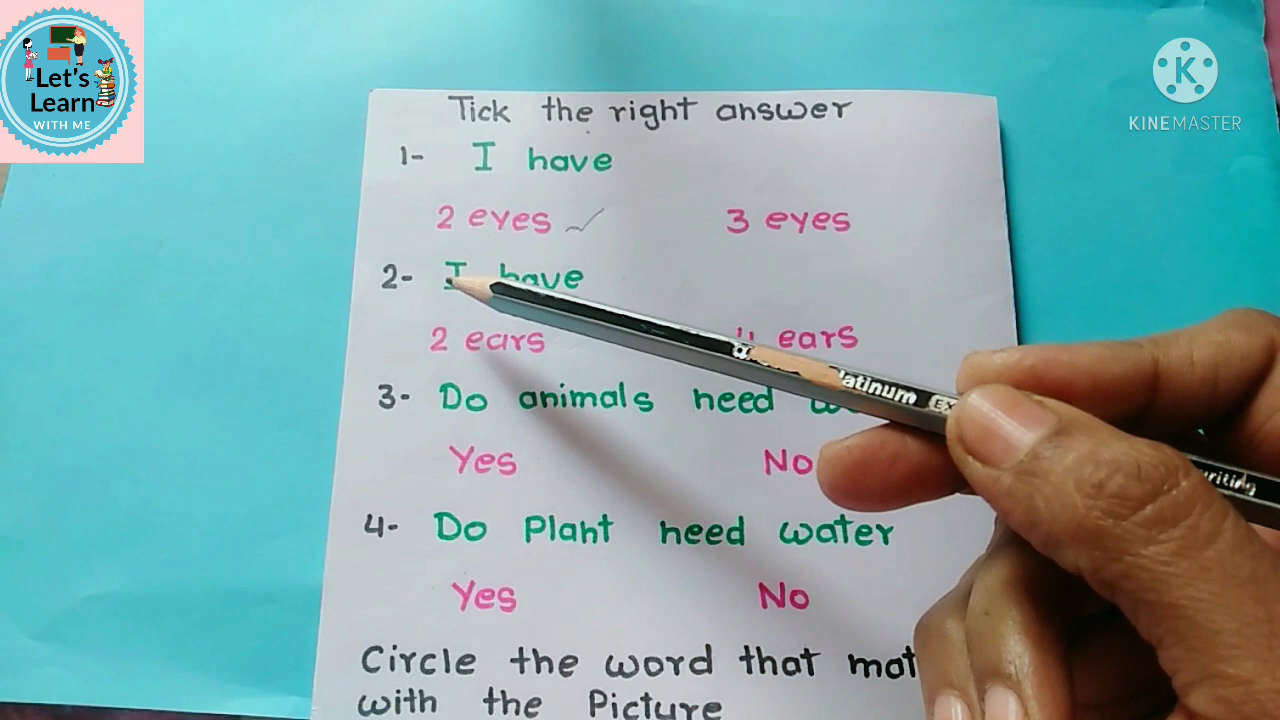 Let's
Learn
WITH ME
K
KINEMASTER
Tick the right answer
1- I have
2 eyes 3 eyes
2- I have
2 ears 4 ears
3- Do animals need
Yes No
4- Do Plant need water
Yes No
Circle the word that
with the Picture
latinum